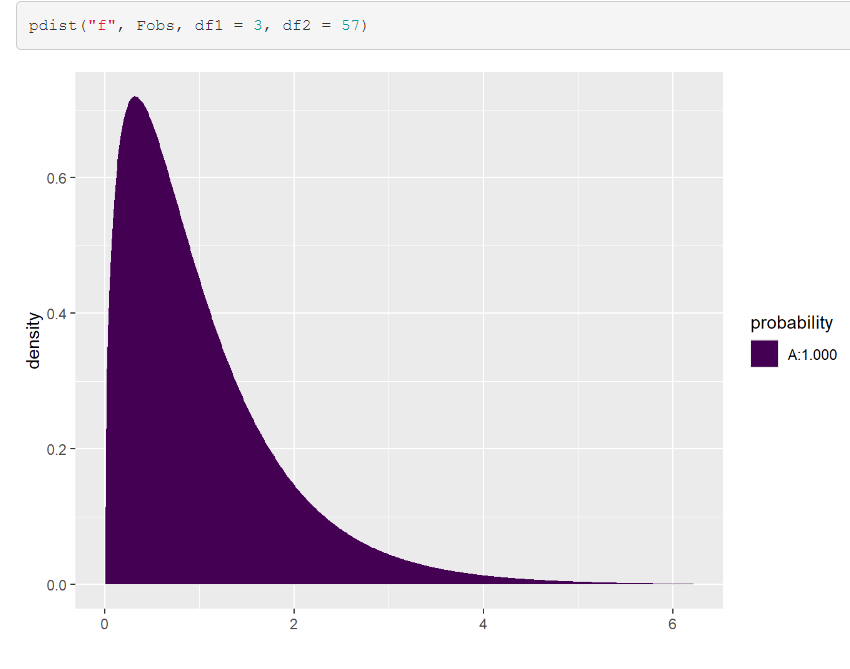 pdist("f", Fobs, df1 = 3, df2 = 57)
0.6
0.4
0.2
0.0
density
0
2
4
6
probability
A:1.000